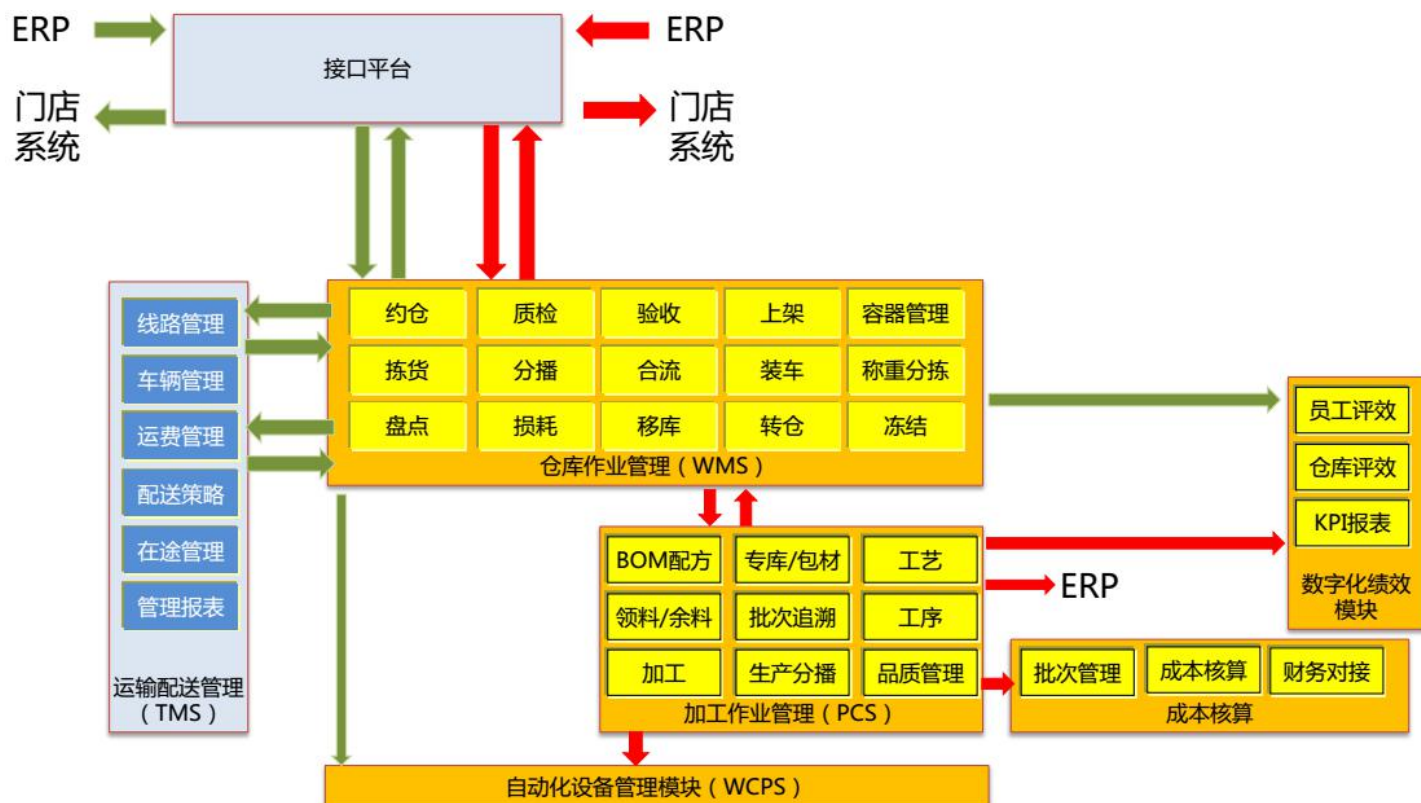 ERP
门店
系统
接口平台
ERP
门店
系统
线路管理
车辆管理
运费管理
配送策略
在途管理
管理报表
运输配送管理
（TMS）
约仓 质检 验收 上架 容器管理
拣货 分播 合流 装车 称重分拣
盘点 损耗 移库 转仓 冻结
仓库作业管理（WMS）
员工评效
仓库评效
KPI报表
数字化绩效
模块
BOM配方 专库/包材 工艺
领料/余料 批次追溯 工序
加工 生产分播 品质管理
加工作业管理（PCS）
ERP
批次管理 成本核算 财务对接
成本核算
自动化设备管理模块（WCPS）